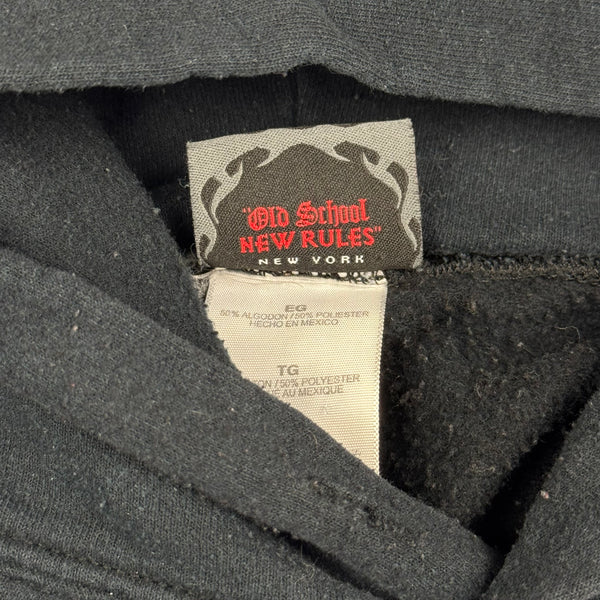 "Old School
NEW RULES"
NEW YORK
EG
50% ALGODON / 50% POLIESTER
HECHO EN MEXICO
TG
/ 50% POLYESTER
AU MEXIQUE